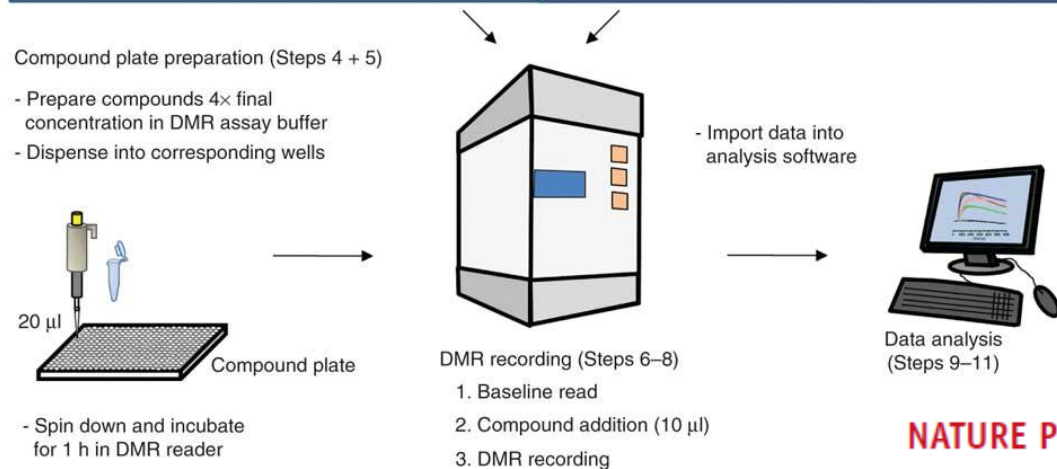 Compound plate preparation (Steps 4 + 5)
- Prepare compounds 4× final
concentration in DMR assay buffer
- Dispense into corresponding wells
20 µl
Compound plate
- Spin down and incubate
for 1 h in DMR reader
DMR recording (Steps 6–8)
1. Baseline read
2. Compound addition (10 µl)
3. DMR recording
- Import data into
analysis software
Data analysis
(Steps 9–11)
NATURE P